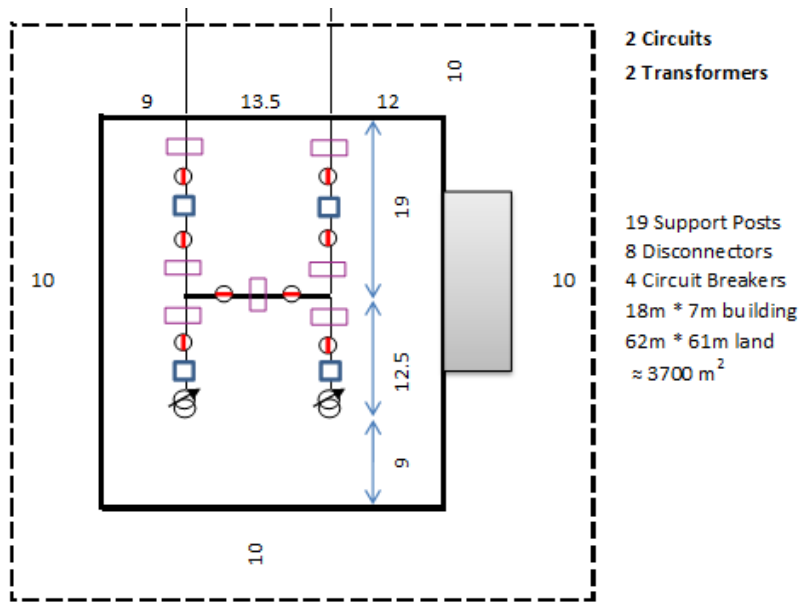 2 Circuits
2 Transformers
10
9 13.5 12
19
10
10
19 Support Posts
8 Disconnectors
4 Circuit Breakers
18m * 7m building
62m * 61m land
≈ 3700 m²
12.5
9
10